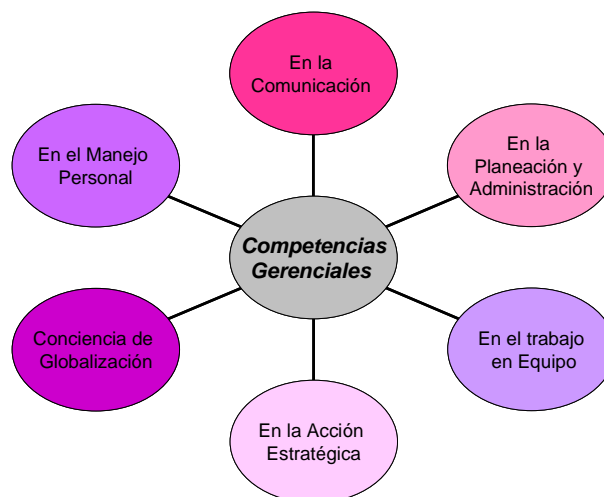 En la
Comunicación
En la
Planeación y
Administración
En el trabajo
en Equipo
En la Acción
Estratégica
Conciencia de
Globalización
En el Manejo
Personal
Competencias
Gerenciales